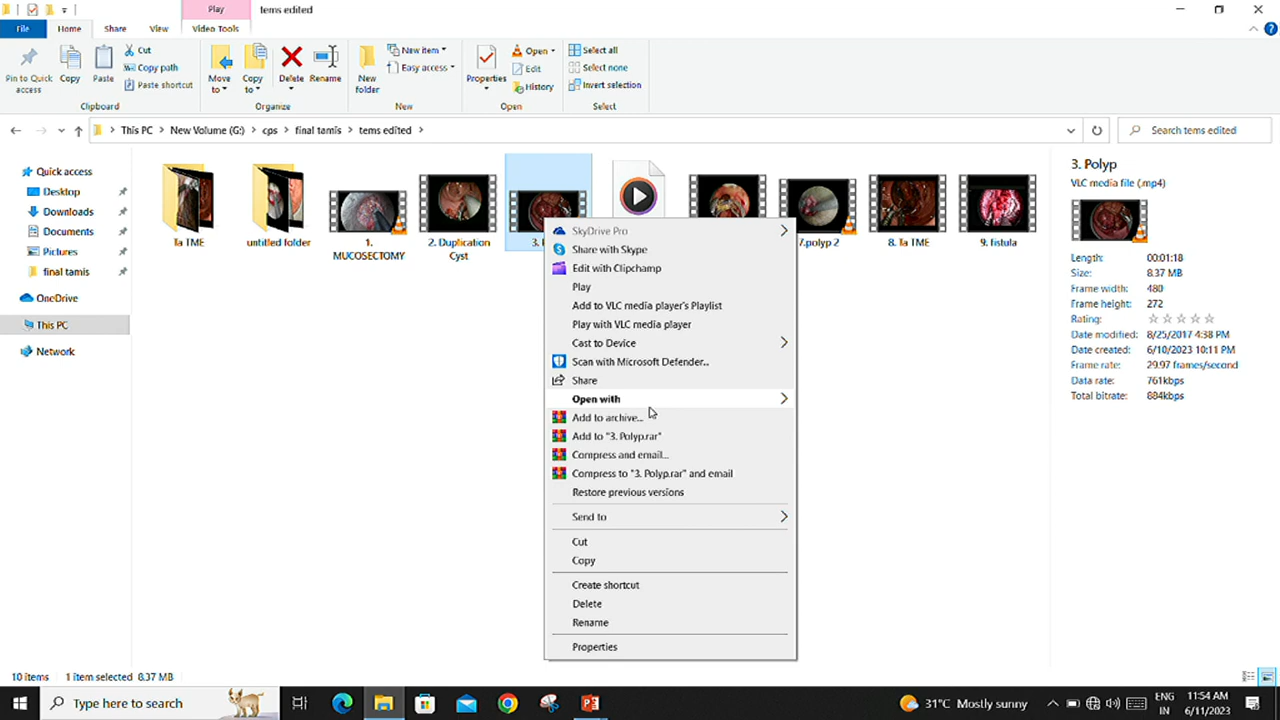 Play
tems edited
File
Home
Share
View
Video Tools
Pin to Quick access
Copy
Paste
Cut
Copy path
Paste shortcut
Clipboard
Move to
Copy to
Delete
Rename
Organize
New folder
New item
Easy access
New
Properties
Open
Edit
History
Open
Select all
Select none
Invert selection
Select
This PC
New Volume (G:)
cps
final tamis
tems edited
Search tems edited
Quick access
Desktop
Downloads
Documents
Pictures
final tamis
OneDrive
This PC
Network
Ta TME
untitled folder
1.
MUCOSECTOMY
2. Duplication
Cyst
3.
7.polyp 2
8. Ta TME
9. fistula
SkyDrive Pro
Share with Skype
Edit with Clipchamp
Play
Add to VLC media player's Playlist
Play with VLC media player
Cast to Device
Scan with Microsoft Defender...
Share
Open with
Add to archive...
Add to "3. Polyp.rar"
Compress and email...
Compress to "3. Polyp.rar" and email
Restore previous versions
Send to
Cut
Copy
Create shortcut
Delete
Rename
Properties
3. Polyp
VLC media file (.mp4)
Length: 00:01:18
Size: 8.37 MB
Frame width: 480
Frame height: 272
Rating:
Date modified: 8/25/2017 4:38 PM
Date created: 6/10/2023 10:11 PM
Frame rate: 29.97 frames/second
Data rate: 761kbps
Total bitrate: 884kbps
10 items
1 item selected 8.37 MB
Type here to search
31°C Mostly sunny
ENG
IN
11:54 AM
6/11/2023